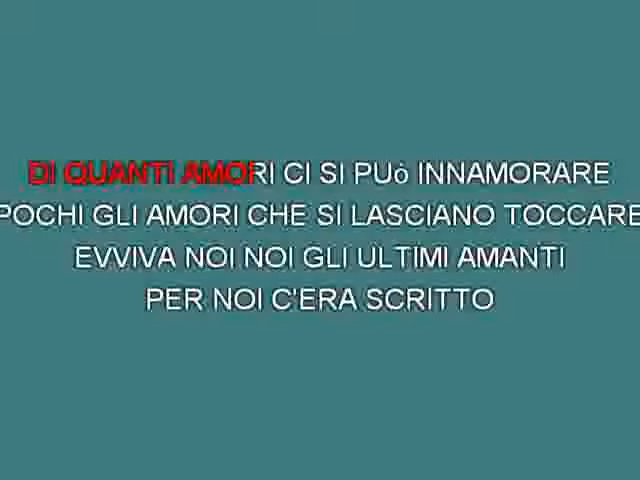 DI QUANTI AMORI CI SI PUò INNAMORARE
POCHI GLI AMORI CHE SI LASCIANO TOCCARE
EVVIVA NOI NOI GLI ULTIMI AMANTI
PER NOI C'ERA SCRITTO